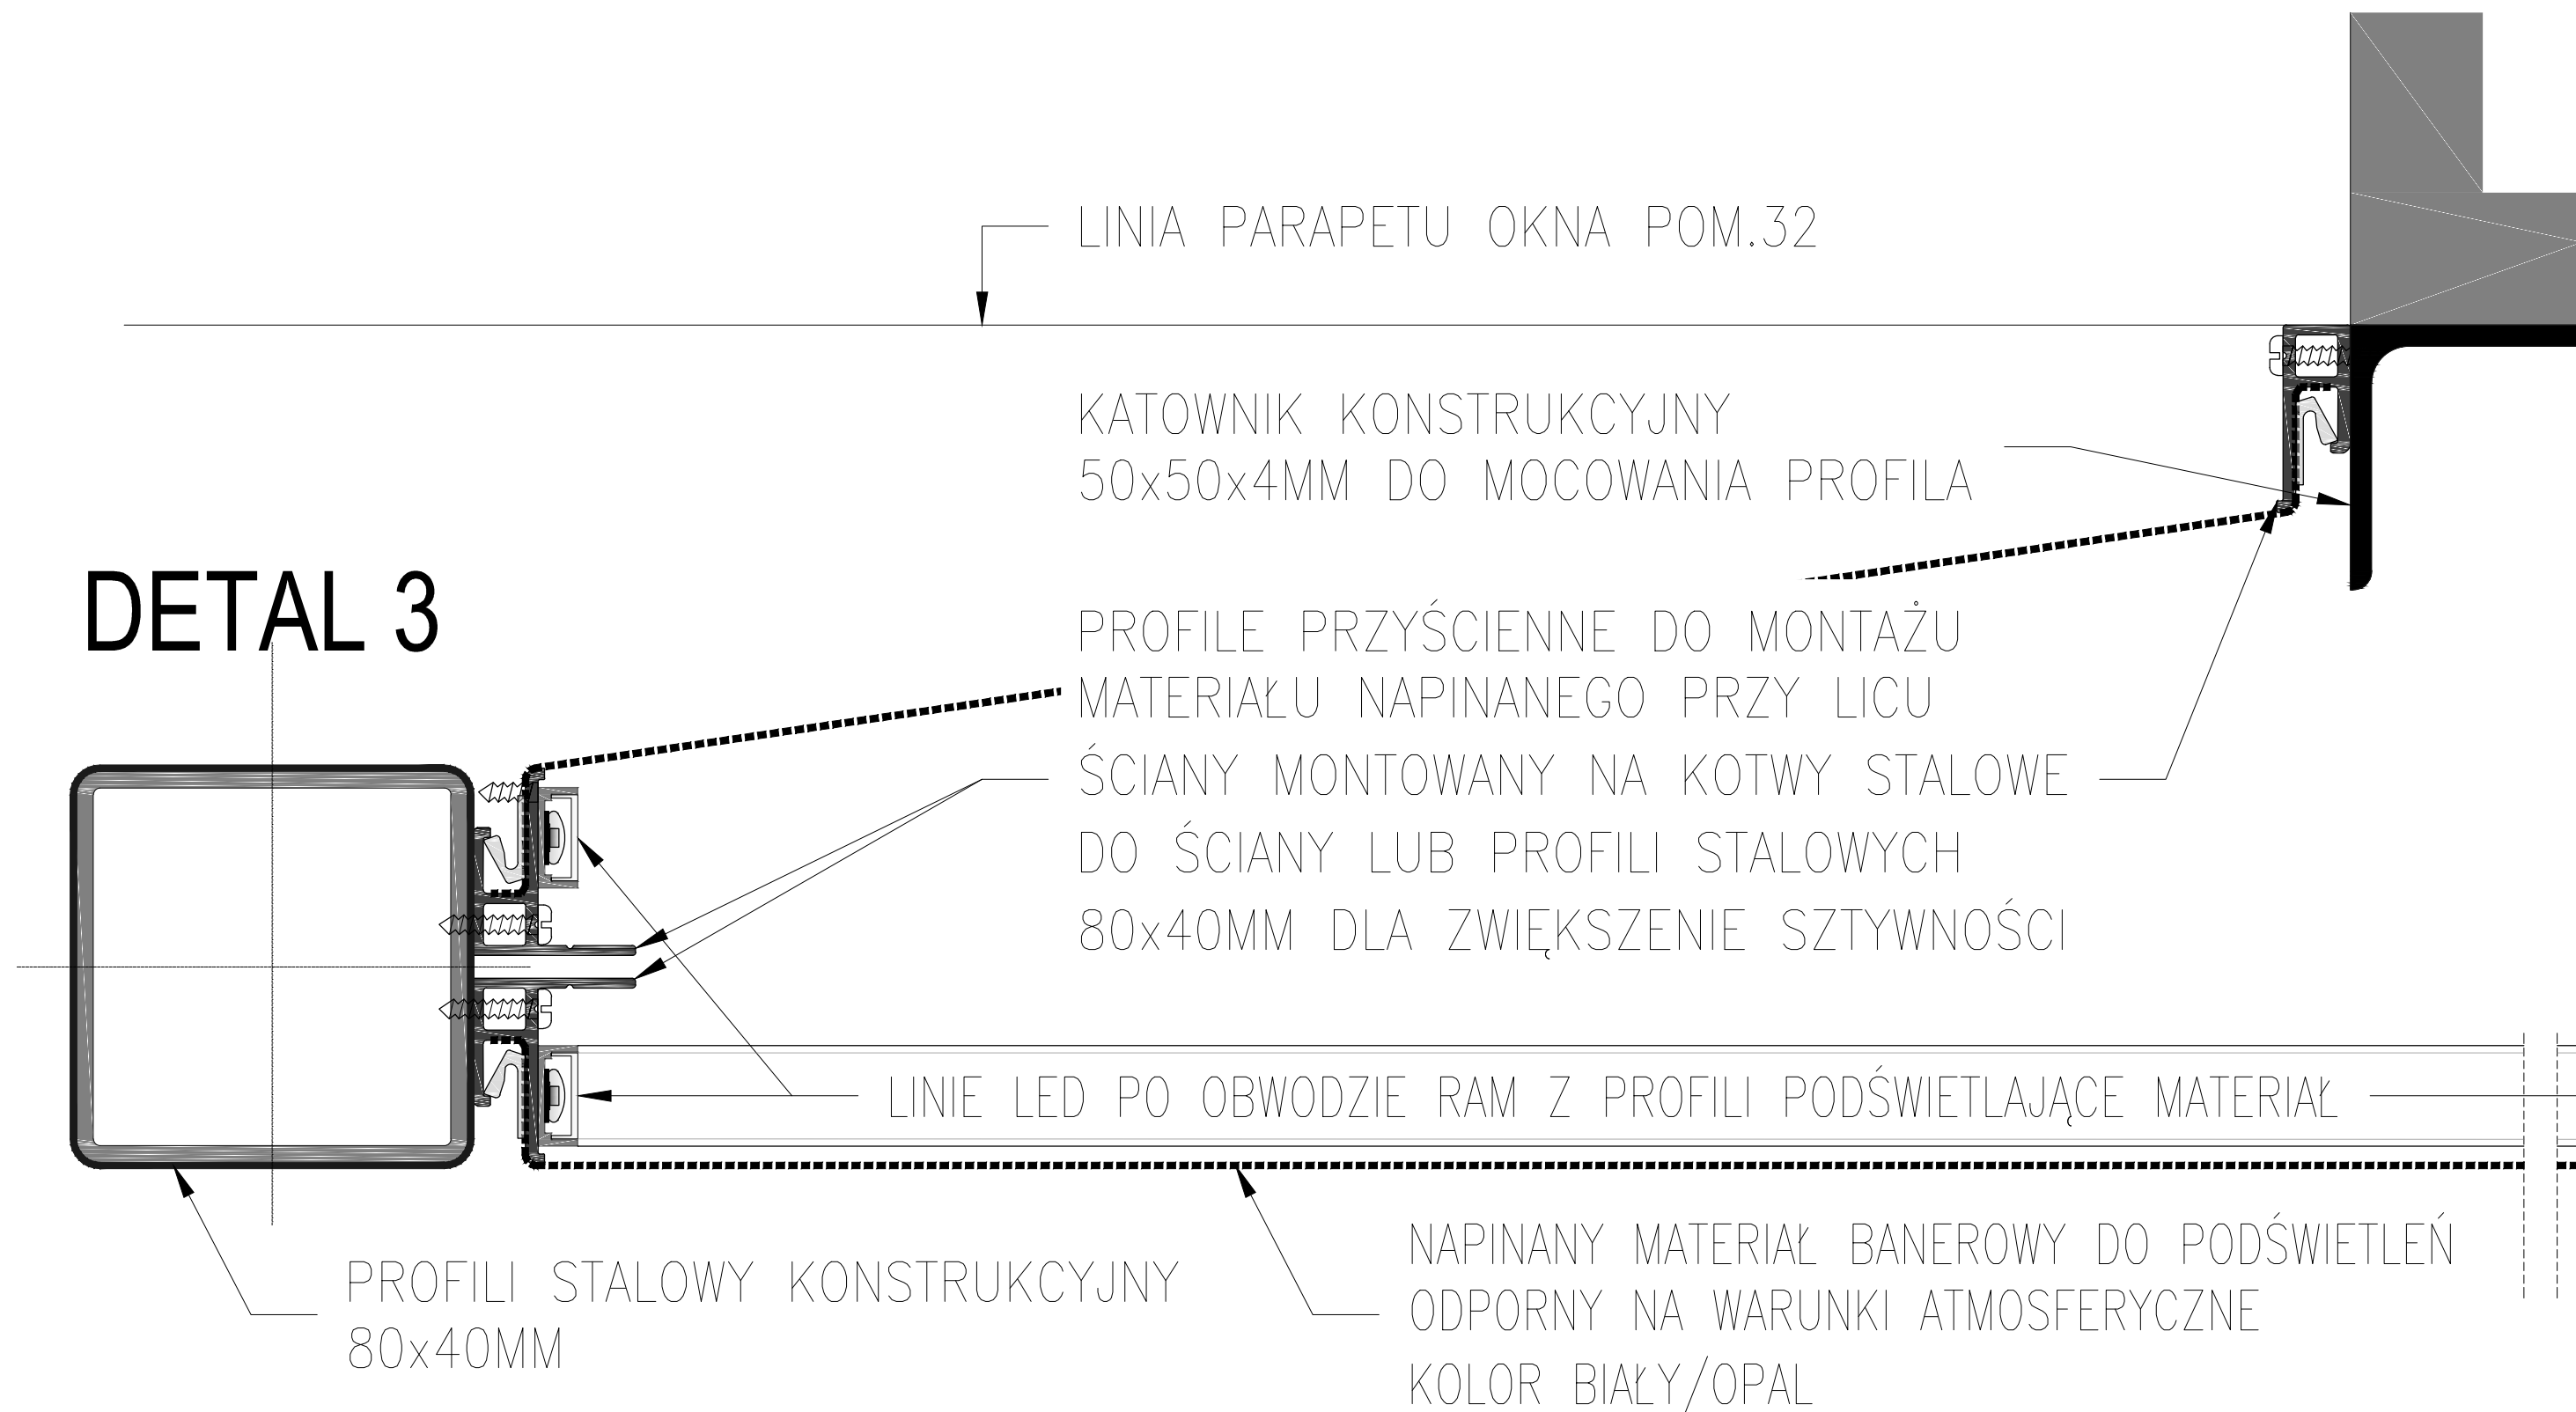 LINIA PARAPETU OKNA POM.32
KATOWNIK KONSTRUKCYJNY
50x50x4MM DO MOCOWANIA PROFILA
DETAL 3
PROFILE PRZYŚCIENNE DO MONTAŻU
MATERIAŁU NAPINANEGO PRZY LICU
ŚCIANY MONTOWANY NA KOTWY STALOWE
DO ŚCIANY LUB PROFILI STALOWYCH
80x40MM DLA ZWIĘKSZENIE SZTYWNOŚCI
LINIE LED PO OBWODZIE RAM Z PROFILI PODŚWIETLAJĄCE MATERIAŁ
PROFILI STALOWY KONSTRUKCYJNY
80x40MM
NAPINANY MATERIAŁ BANEROWY DO PODŚWIETLEŃ
ODPORNY NA WARUNKI ATMOSFERYCZNE
KOLOR BIAŁY/OPAL